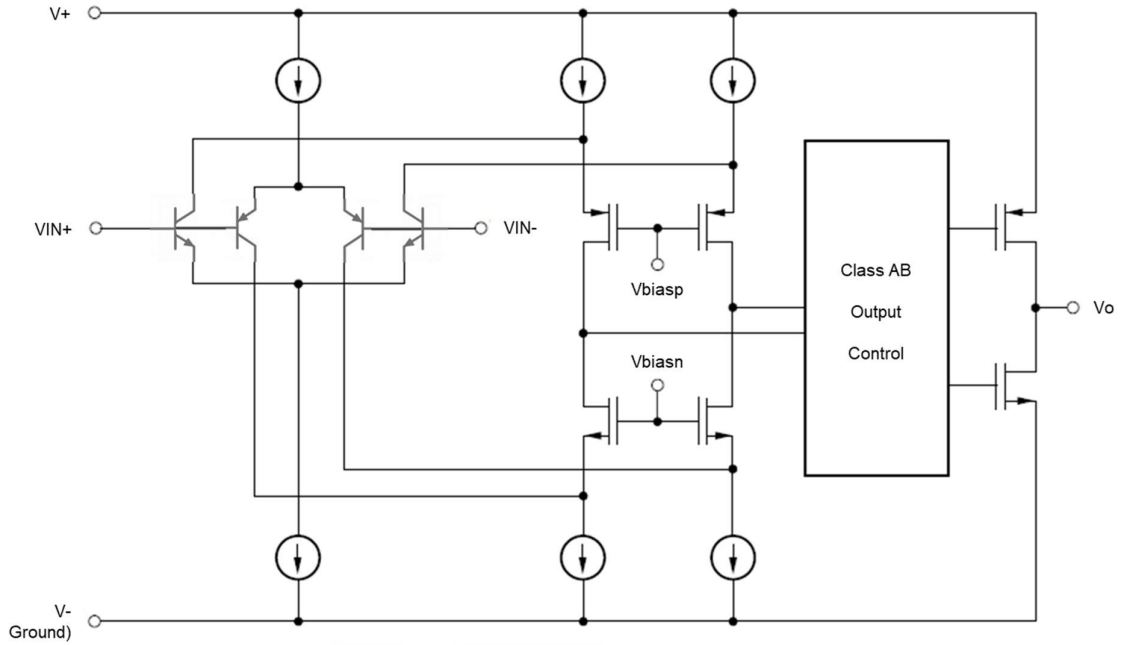 V+
VIN+
VIN-
Vbiasp
Class AB
Output
Control
Vo
Vbiasn
V-
Ground)